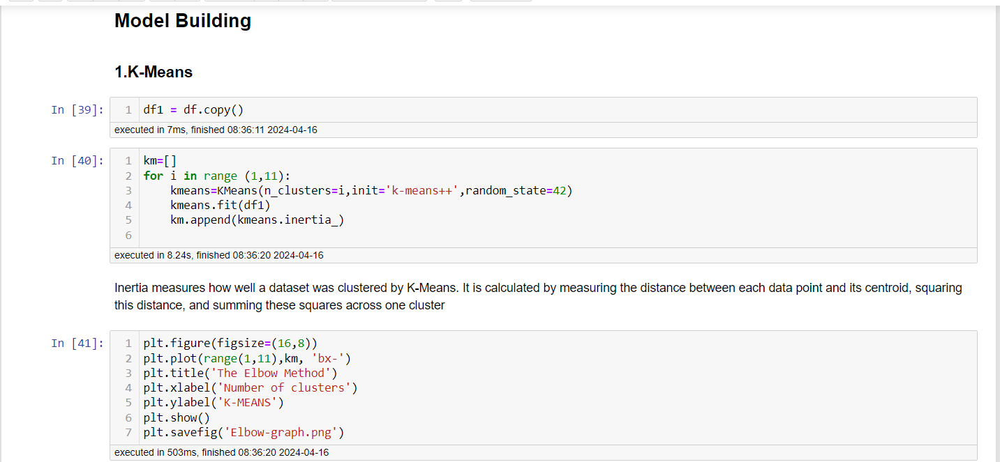 Model Building
1.K-Means
In [39]:
1 df1 = df.copy()
executed in 7ms, finished 08:36:11 2024-04-16
In [40]:
1 km=[]
2 for i in range (1,11):
3     kmeans=KMeans(n_clusters=i,init='k-means++',random_state=42)
4     kmeans.fit(df1)
5     km.append(kmeans.inertia_)
6
executed in 8.24s, finished 08:36:20 2024-04-16
Inertia measures how well a dataset was clustered by K-Means. It is calculated by measuring the distance between each data point and its centroid, squaring
this distance, and summing these squares across one cluster
In [41]:
1 plt.figure(figsize=(16,8))
2 plt.plot(range(1,11),km, 'bx-')
3 plt.title('The Elbow Method')
4 plt.xlabel('Number of clusters')
5 plt.ylabel('K-MEANS')
6 plt.show()
7 plt.savefig('Elbow-graph.png')
executed in 503ms, finished 08:36:20 2024-04-16